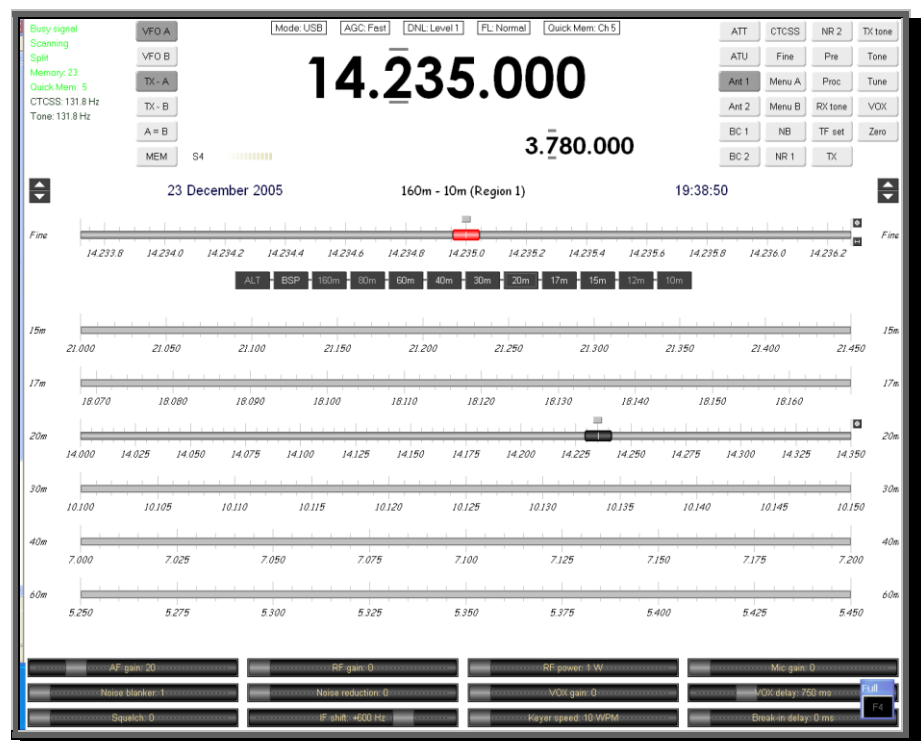 Busy signal
Scanning
Split
Memory: 23
Quick Mem: 5
CTCSS: 131.8 Hz
Tone: 131.8 Hz
VFO A
VFO B
TX - A
TX - B
A = B
MEM
Mode: USB AGC: Fast DNL: Level 1 FL: Normal Quick Mem: Ch 5
14.235.000
3.780.000
S4
ATT CTCSS NR 2 TX tone
ATU Fine Pre Tone
Ant 1 Menu A Proc Tune
Ant 2 Menu B RX tone VOX
BC 1 NB TF set Zero
BC 2 NR 1 TX
23 December 2005 160m - 10m (Region 1) 19:38:50
Fine Fine
14.233.8 14.234.0 14.234.2 14.234.4 14.234.6 14.234.8 14.235.0 14.235.2 14.235.4 14.235.6 14.235.8 14.236.0 14.236.2
ALT BSP 160m 80m 60m 40m 30m 20m 17m 15m 12m 10m
15m 15m
21.000 21.050 21.100 21.150 21.200 21.250 21.300 21.350 21.400 21.450
17m 17m
18.070 18.080 18.090 18.100 18.110 18.120 18.130 18.140 18.150 18.160
20m 20m
14.000 14.025 14.050 14.075 14.100 14.125 14.150 14.175 14.200 14.225 14.250 14.275 14.300 14.325 14.350
30m 30m
10.100 10.105 10.110 10.115 10.120 10.125 10.130 10.135 10.140 10.145 10.150
40m 40m
7.000 7.025 7.050 7.075 7.100 7.125 7.150 7.175 7.200
60m 60m
5.250 5.275 5.300 5.325 5.350 5.375 5.400 5.425 5.450
AF gain: 20 RF gain: 0 RF power: 1 W Mic gain: 0
Noise blanker: 1 Noise reduction: 0 VOX gain: 0 VOX delay: 750 ms
Squelch: 0 IF shift: +600 Hz Keyer speed: 10 WPM Break-in delay: 0 ms
Full
F4